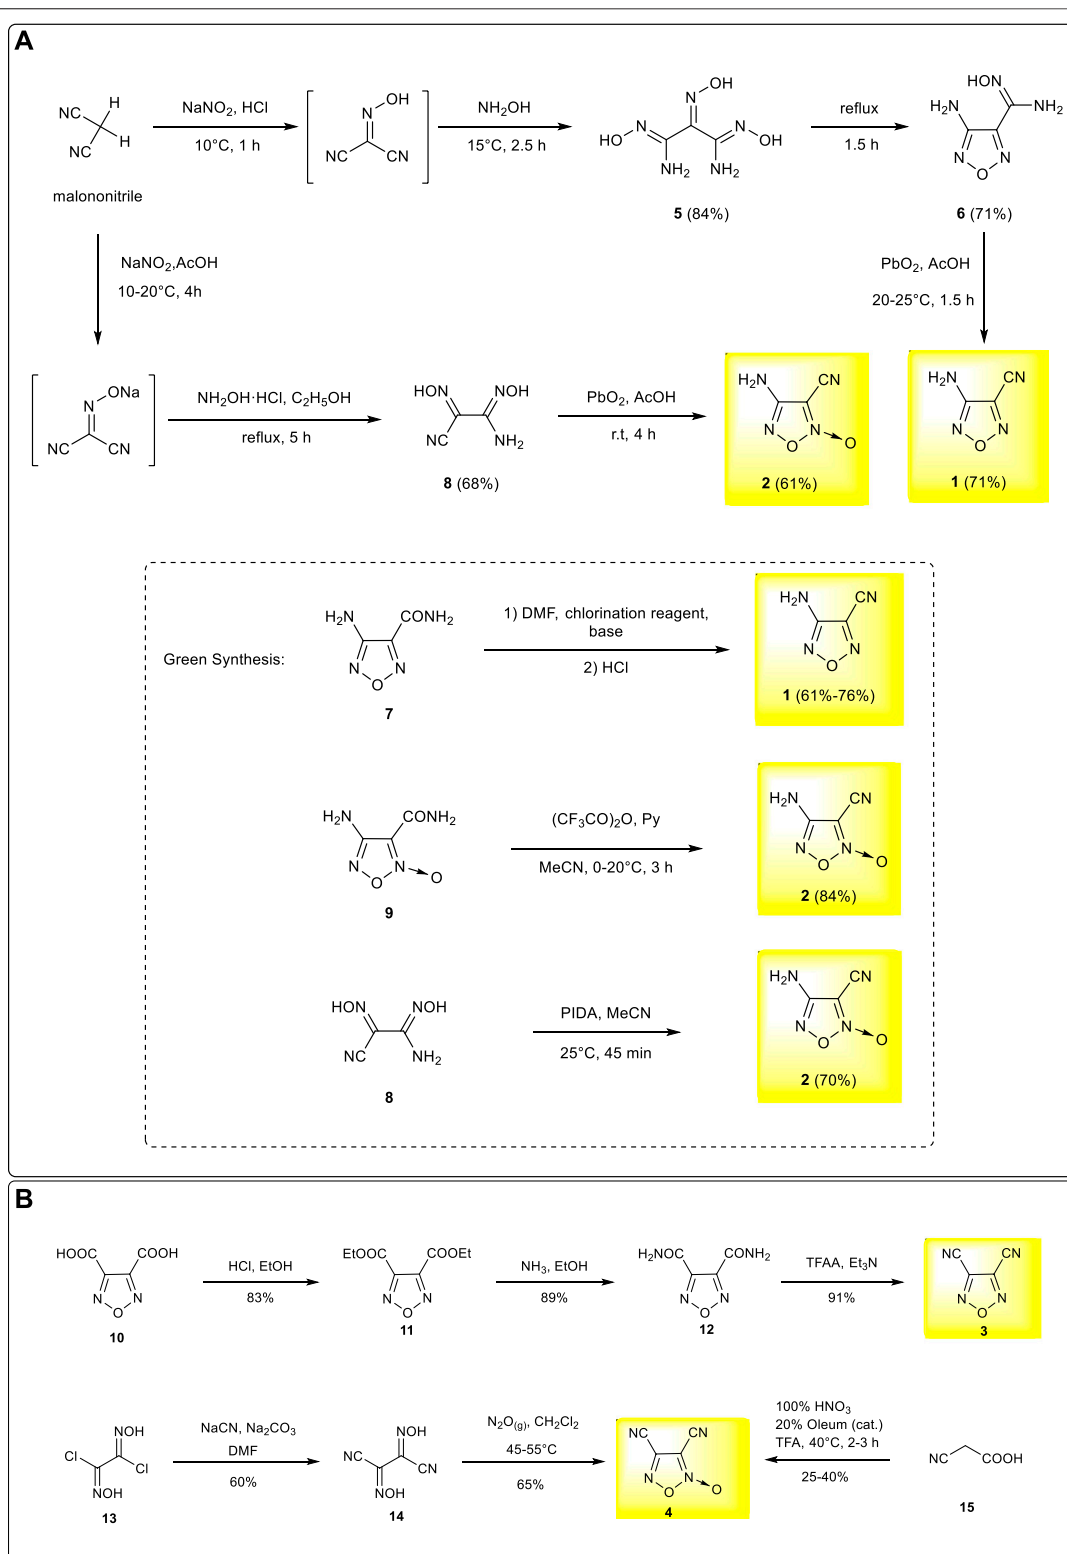 A
NC
H
H
NC
malononitrile
NaNO2, HCl
10°C, 1 h
OH
N
CN
CN
NH2OH
15°C, 2.5 h
OH
N
HO
N
N
OH
NH2
NH2
5 (84%)
reflux
1.5 h
HO
N
H2N
NH2
N
N
O
6 (71%)
NaNO2,AcOH
10-20°C, 4h
PbO2, AcOH
20-25°C, 1.5 h
ONa
N
CN
CN
NH2OH·HCl, C2H5OH
reflux, 5 h
HO
N
N
OH
NC
NH2
8 (68%)
PbO2, AcOH
r.t, 4 h
H2N
CN
N
N
O
O
2 (61%)
H2N
CN
N
N
O
1 (71%)
Green Synthesis:
H2N
CONH2
N
N
O
7
1) DMF, chlorination reagent,
base
2) HCl
H2N
CN
N
N
O
1 (61%-76%)
H2N
CONH2
N
N
O
O
9
(CF3CO)2O, Py
MeCN, 0-20°C, 3 h
H2N
CN
N
N
O
O
2 (84%)
HO
N
N
OH
NC
NH2
8
PIDA, MeCN
25°C, 45 min
H2N
CN
N
N
O
O
2 (70%)
B
HOOC
COOH
N
N
O
10
HCl, EtOH
83%
EtOOC
COOEt
N
N
O
11
NH3, EtOH
89%
H2NOC
CONH2
N
N
O
12
TFAA, Et3N
91%
NC
CN
N
N
O
3
NOH
Cl
Cl
NOH
13
NaCN, Na2CO3
DMF
60%
NOH
NC
CN
NOH
14
N2O(g), CH2Cl2
45-55°C
65%
NC
CN
N
N
O
O
4
100% HNO3
20% Oleum (cat.)
TFA, 40°C, 2-3 h
25-40%
NC
COOH
15